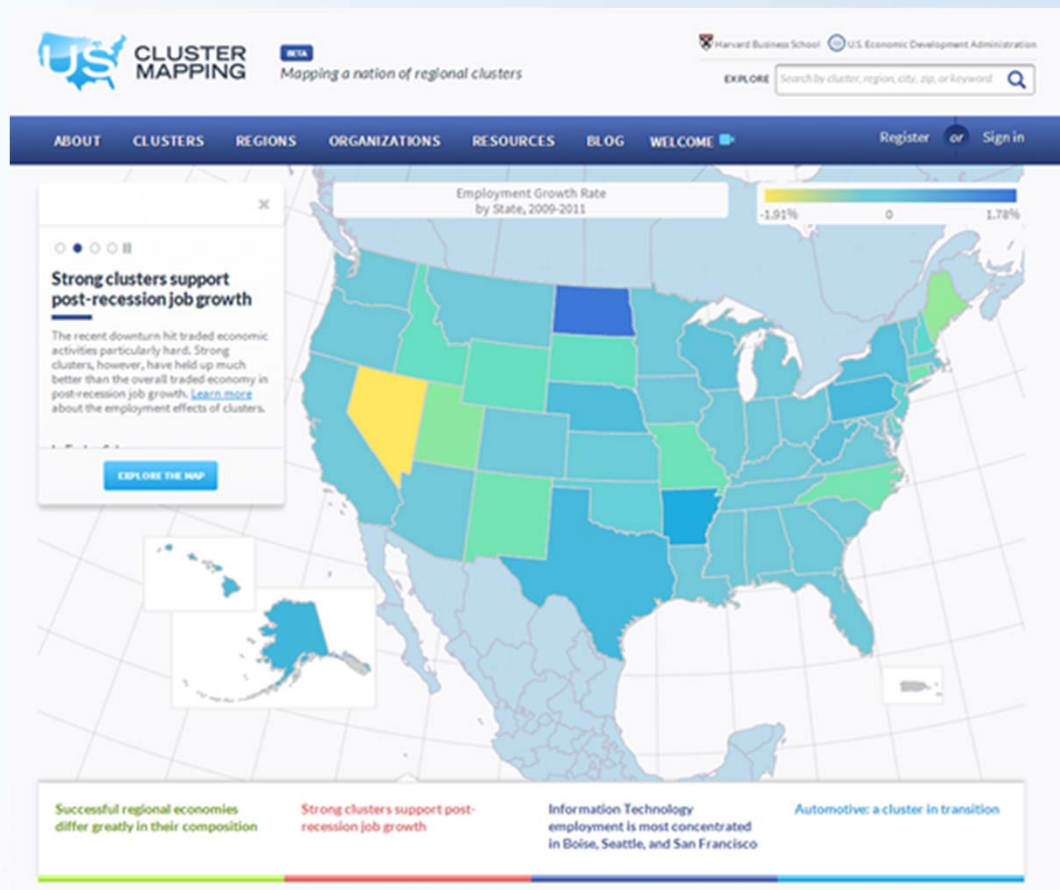 US CLUSTER
MAPPING
BETA
Mapping a nation of regional clusters
Harvard Business School
U.S. Economic Development Administration
EXPLORE
Search by cluster, region, city, zip, or keyword
ABOUT CLUSTERS REGIONS ORGANIZATIONS RESOURCES BLOG WELCOME
Register or Sign in
Employment Growth Rate
by State, 2009-2011
-1.91% 0 1.78%
Strong clusters support
post-recession job growth
The recent downturn hit traded economic
activities particularly hard. Strong
clusters, however, have held up much
better than the overall traded economy in
post-recession job growth. Learn more
about the employment effects of clusters.
EXPLORE THE MAP
Successful regional economies
differ greatly in their composition
Strong clusters support post-
recession job growth
Information Technology
employment is most concentrated
in Boise, Seattle, and San Francisco
Automotive: a cluster in transition